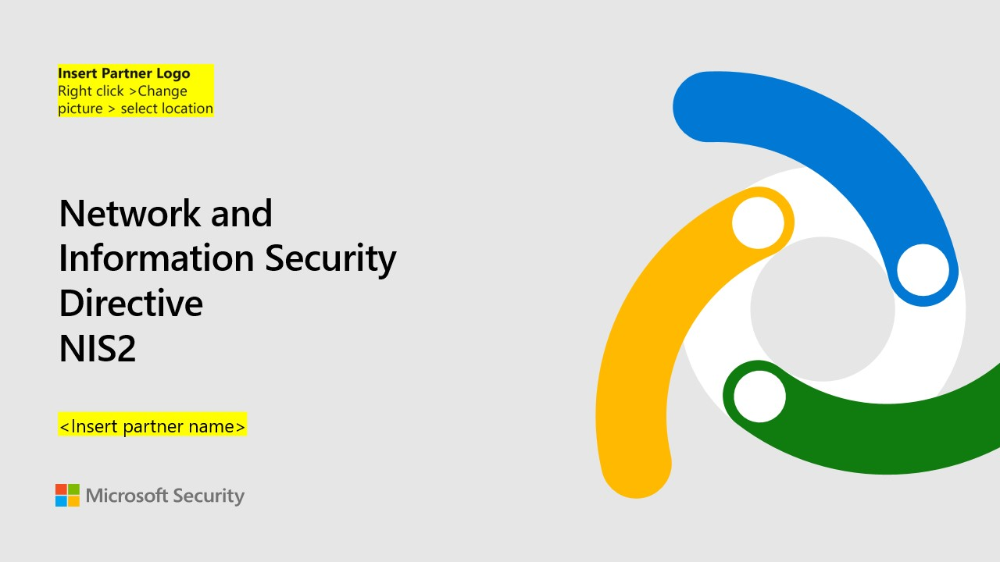 Insert Partner Logo
Right click >Change
picture > select location
Network and
Information Security
Directive
NIS2
<Insert partner name>
Microsoft Security